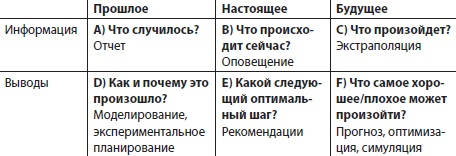 Прошлое Настоящее Будущее
Информация
A) Что случилось?
Отчет
B) Что происхо-
дит сейчас?
Оповещение
C) Что произойдет?
Экстраполяция
Выводы
D) Как и почему это
произошло?
Моделирование,
экспериментальное
планирование
E) Какой следую-
щий оптималь-
ный шаг?
Рекомендации
F) Что самое хоро-
шее/плохое может
произойти?
Прогноз, оптимиза-
ция, симуляция